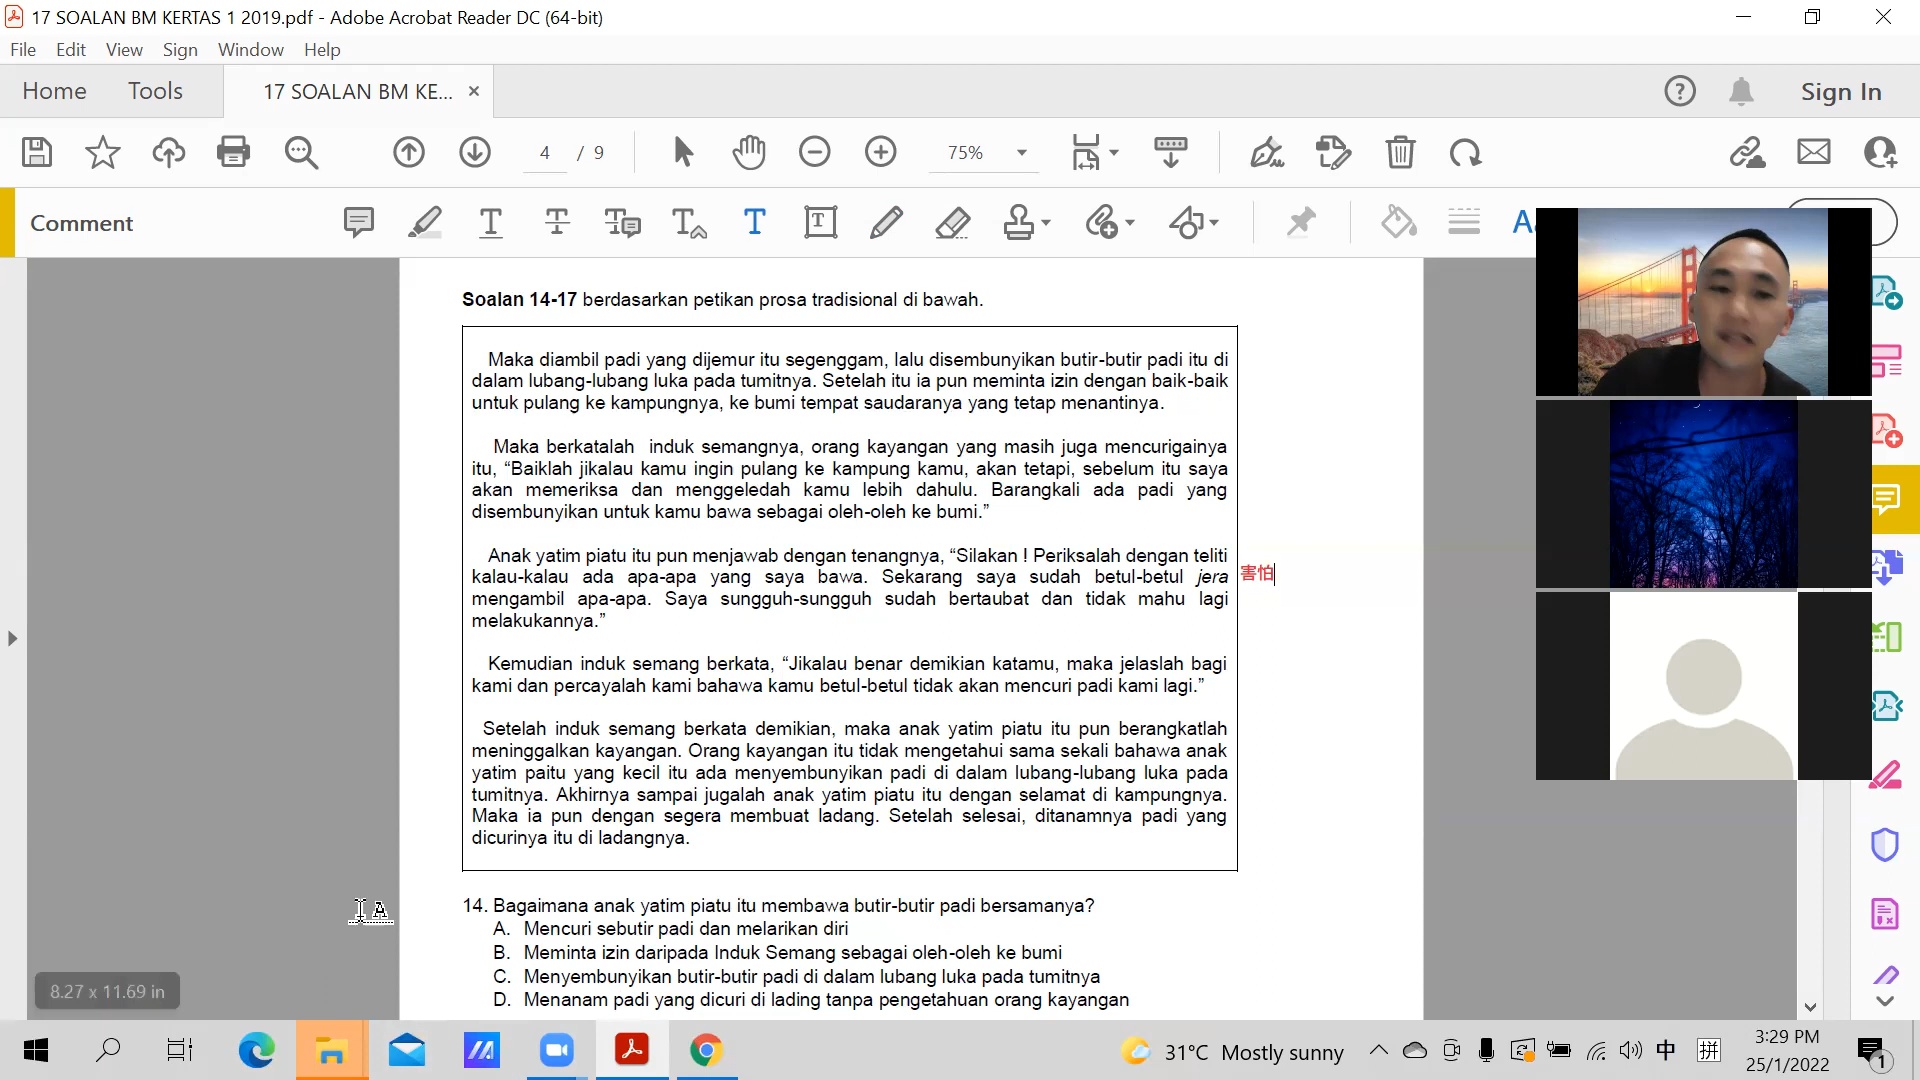 17 SOALAN BM KERTAS 1 2019.pdf - Adobe Acrobat Reader DC (64-bit)
File Edit View Sign Window Help
Home Tools 17 SOALAN BM KE... × Sign In
4 / 9 75%
Comment
Soalan 14-17 berdasarkan petikan prosa tradisional di bawah.
Maka diambil padi yang dijemur itu segenggam, lalu disembunyikan butir-butir padi itu di
dalam lubang-lubang luka pada tumitnya. Setelah itu ia pun meminta izin dengan baik-baik
untuk pulang ke kampungnya, ke bumi tempat saudaranya yang tetap menantinya.
Maka berkatalah induk semangnya, orang kayangan yang masih juga mencurigainya
itu, “Baiklah jikalau kamu ingin pulang ke kampung kamu, akan tetapi, sebelum itu saya
akan memeriksa dan menggeledah kamu lebih dahulu. Barangkali ada padi yang
disembunyikan untuk kamu bawa sebagai oleh-oleh ke bumi.”
Anak yatim piatu itu pun menjawab dengan tenangnya, “Silakan ! Periksalah dengan teliti
kalau-kalau ada apa-apa yang saya bawa. Sekarang saya sudah betul-betul jera 害怕
mengambil apa-apa. Saya sungguh-sungguh sudah bertaubat dan tidak mahu lagi
melakukannya.”
Kemudian induk semang berkata, “Jikalau benar demikian katamu, maka jelaslah bagi
kami dan percayalah kami bahawa kamu betul-betul tidak akan mencuri padi kami lagi.”
Setelah induk semang berkata demikian, maka anak yatim piatu itu pun berangkatlah
meninggalkan kayangan. Orang kayangan itu tidak mengetahui sama sekali bahawa anak
yatim paitu yang kecil itu ada menyembunyikan padi di dalam lubang-lubang luka pada
tumitnya. Akhirnya sampai jugalah anak yatim piatu itu dengan selamat di kampungnya.
Maka ia pun dengan segera membuat ladang. Setelah selesai, ditanamnya padi yang
dicurinya itu di ladangnya.
14. Bagaimana anak yatim piatu itu membawa butir-butir padi bersamanya?
A. Mencuri sebutir padi dan melarikan diri
B. Meminta izin daripada Induk Semang sebagai oleh-oleh ke bumi
C. Menyembunyikan butir-butir padi di dalam lubang luka pada tumitnya
D. Menanam padi yang dicuri di lading tanpa pengetahuan orang kayangan
8.27 x 11.69 in
31°C Mostly sunny 中 拼 3:29 PM
25/1/2022 1